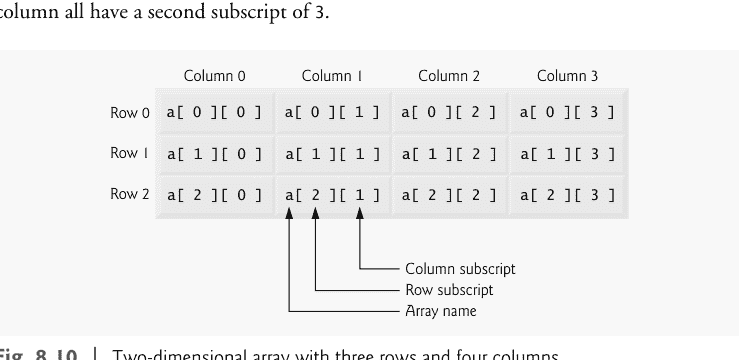 column all have a second subscript of 3.
Column 0 Column 1 Column 2 Column 3
Row 0 a[ 0 ][ 0 ] a[ 0 ][ 1 ] a[ 0 ][ 2 ] a[ 0 ][ 3 ]
Row 1 a[ 1 ][ 0 ] a[ 1 ][ 1 ] a[ 1 ][ 2 ] a[ 1 ][ 3 ]
Row 2 a[ 2 ][ 0 ] a[ 2 ][ 1 ] a[ 2 ][ 2 ] a[ 2 ][ 3 ]
Column subscript
Row subscript
Array name
Fig. 8.10 | Two-dimensional array with three rows and four columns